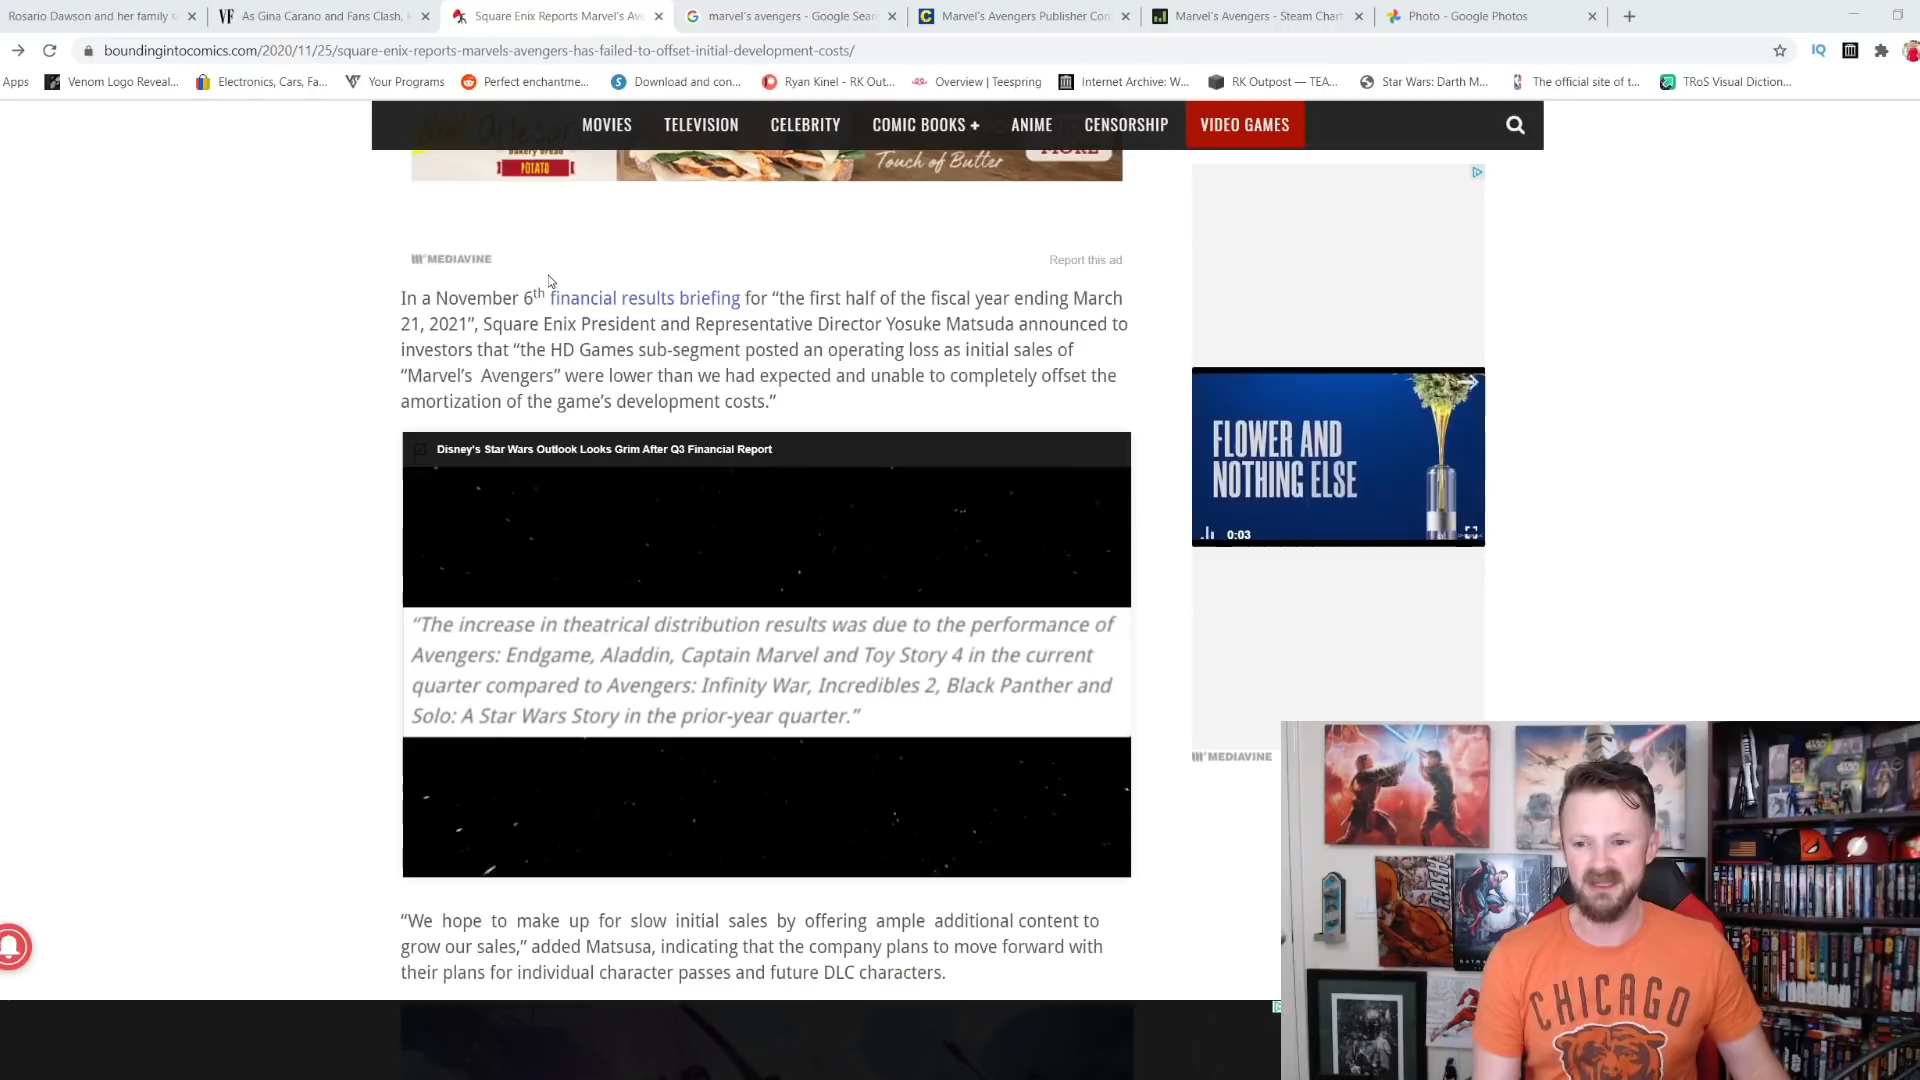 Rosario Dawson and her family s
As Gina Carano and Fans Clash,
Square Enix Reports Marvel's Ave
marvel's avengers - Google Sear
Marvel's Avengers Publisher Con
Marvel's Avengers - Steam Chart
Photo - Google Photos
boundingintocomics.com/2020/11/25/square-enix-reports-marvels-avengers-has-failed-to-offset-initial-development-costs/
Apps
Venom Logo Reveal...
Electronics, Cars, Fa...
Your Programs
Perfect enchantme...
Download and con...
Ryan Kinel - RK Out...
Overview | Teespring
Internet Archive: W...
RK Outpost — TEA...
Star Wars: Darth M...
The official site of t...
TRoS Visual Diction...
MOVIES TELEVISION CELEBRITY COMIC BOOKS + ANIME CENSORSHIP VIDEO GAMES
Bakery Bread
POTATO
Touch of Butter
MORE
MEDIAVINE
Report this ad
In a November 6th financial results briefing for “the first half of the fiscal year ending March
21, 2021”, Square Enix President and Representative Director Yosuke Matsuda announced to
investors that “the HD Games sub-segment posted an operating loss as initial sales of
“Marvel’s Avengers” were lower than we had expected and unable to completely offset the
amortization of the game’s development costs.”
Disney's Star Wars Outlook Looks Grim After Q3 Financial Report
“The increase in theatrical distribution results was due to the performance of
Avengers: Endgame, Aladdin, Captain Marvel and Toy Story 4 in the current
quarter compared to Avengers: Infinity War, Incredibles 2, Black Panther and
Solo: A Star Wars Story in the prior-year quarter.”
FLOWER AND
NOTHING ELSE
0:03
MEDIAVINE
“We hope to make up for slow initial sales by offering ample additional content to
grow our sales,” added Matsusa, indicating that the company plans to move forward with
their plans for individual character passes and future DLC characters.
CHICAGO